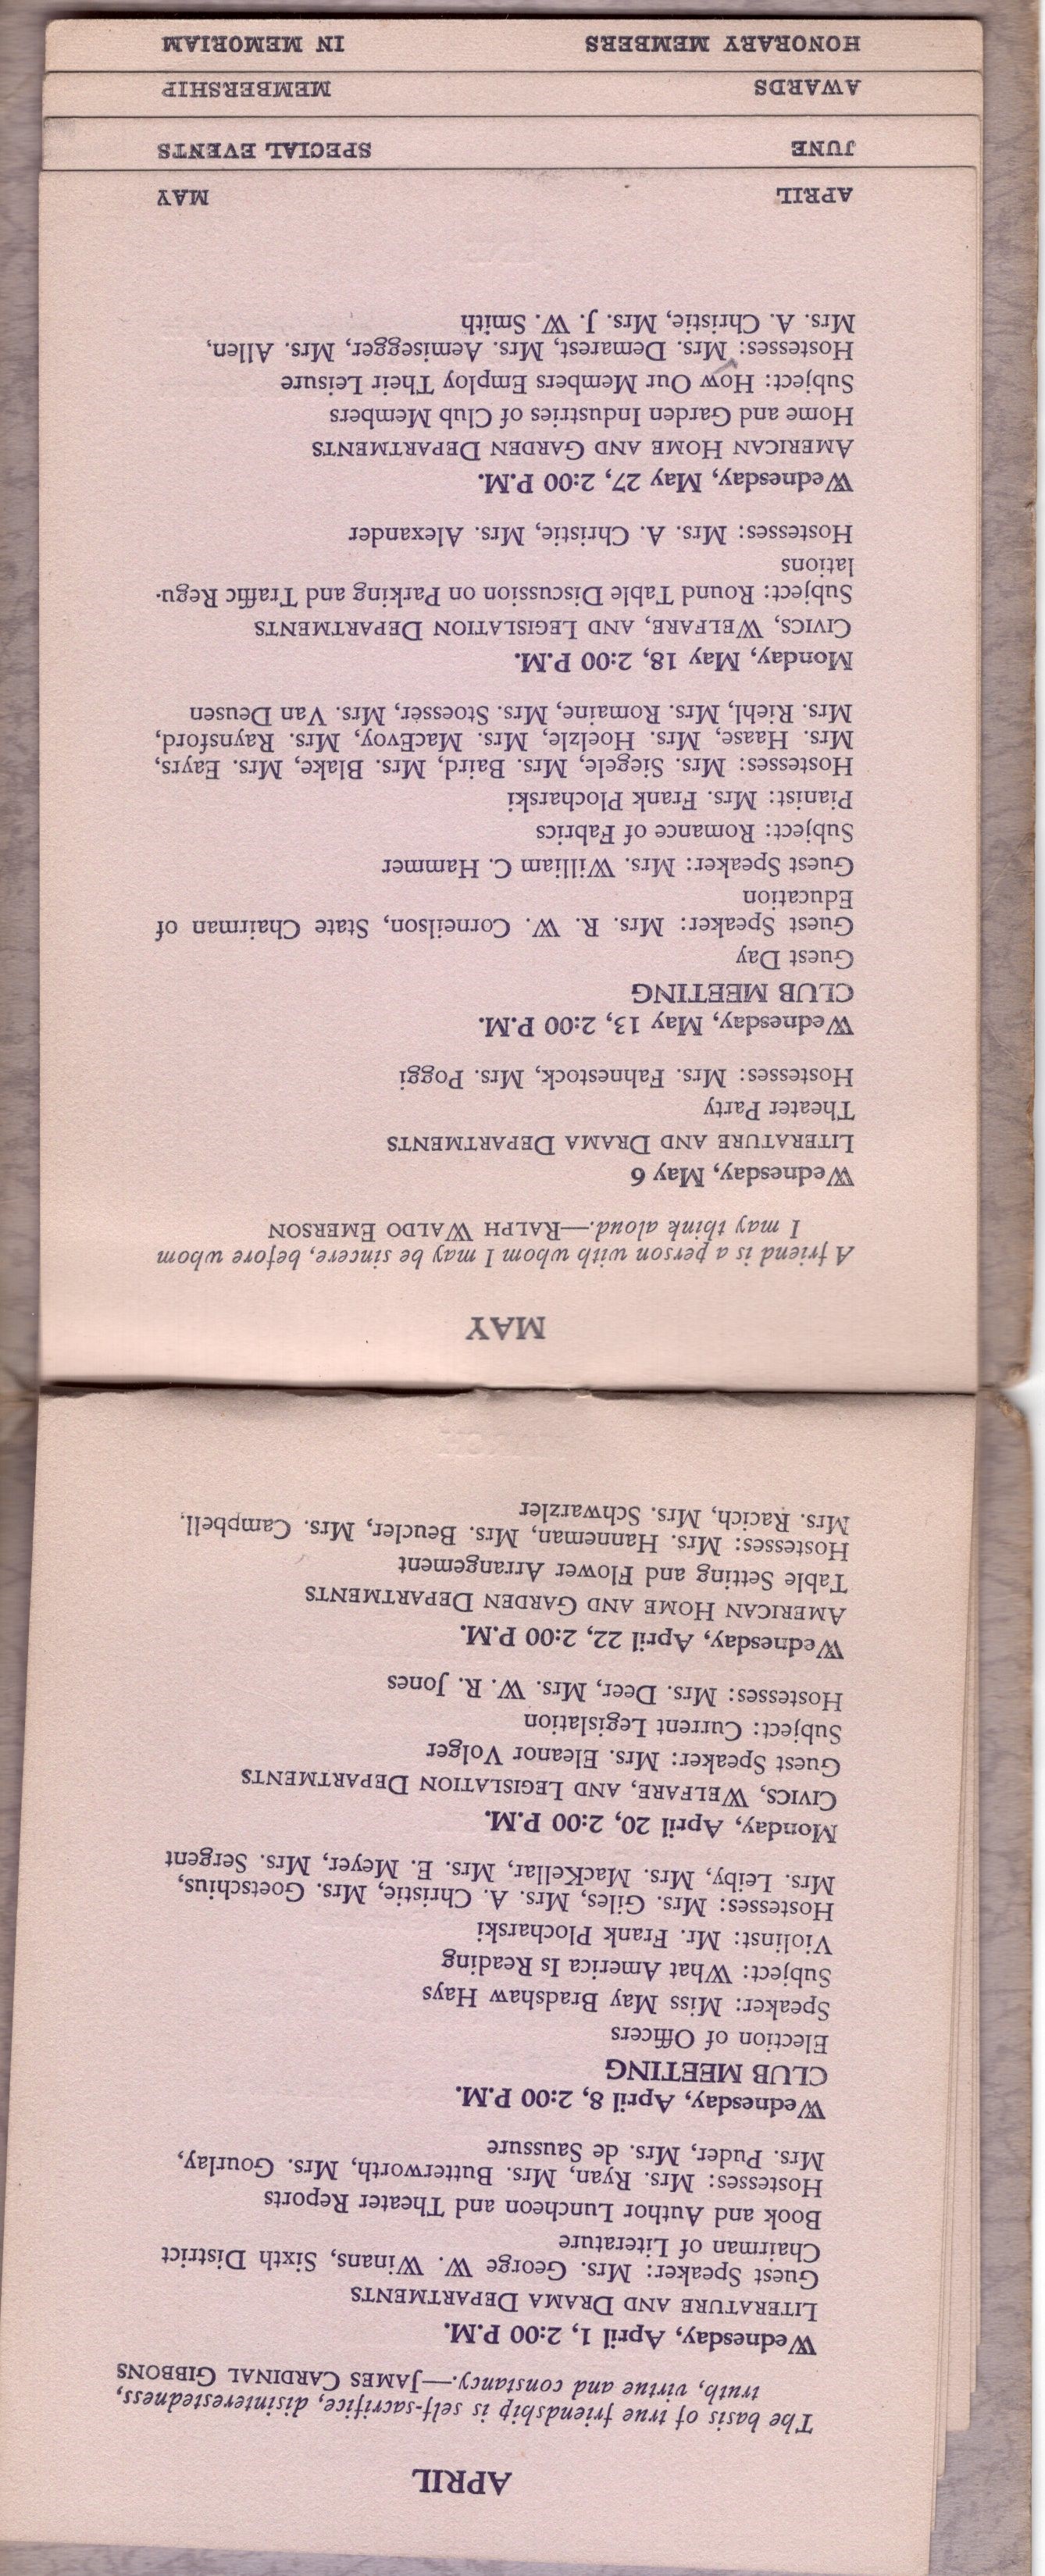 APRIL
The basis of true friendship is self-sacrifice, disinterestedness,
truth, virtue and constancy.—JAMES CARDINAL GIBBONS
Wednesday, April 1, 2:00 P.M.
LITERATURE AND DRAMA DEPARTMENTS
Guest Speaker: Mrs. George W. Winans, Sixth District
Chairman of Literature
Book and Author Luncheon and Theater Reports
Hostesses: Mrs. Ryan, Mrs. Butterworth, Mrs. Gourlay,
Mrs. Puder, Mrs. de Saussure
Wednesday, April 8, 2:00 P.M.
CLUB MEETING
Election of Officers
Speaker: Miss May Bradshaw Hays
Subject: What America Is Reading
Violinst: Mr. Frank Plocharski
Hostesses: Mrs. Giles, Mrs. A. Christie, Mrs. Goetschius,
Mrs. Leiby, Mrs. MacKellar, Mrs. E. Meyer, Mrs. Sergent
Monday, April 20, 2:00 P.M.
CIVICS, WELFARE, AND LEGISLATION DEPARTMENTS
Guest Speaker: Mrs. Eleanor Volger
Subject: Current Legislation
Hostesses: Mrs. Deer, Mrs. W. R. Jones
Wednesday, April 22, 2:00 P.M.
AMERICAN HOME AND GARDEN DEPARTMENTS
Table Setting and Flower Arrangement
Hostesses: Mrs. Hanneman, Mrs. Beucler, Mrs. Campbell,
Mrs. Racich, Mrs. Schwarzler
MAY
A friend is a person with whom I may be sincere, before whom
I may think aloud.—RALPH WALDO EMERSON
Wednesday, May 6
LITERATURE AND DRAMA DEPARTMENTS
Theater Party
Hostesses: Mrs. Fahnestock, Mrs. Poggi
Wednesday, May 13, 2:00 P.M.
CLUB MEETING
Guest Day
Guest Speaker: Mrs. R. W. Corneilson, State Chairman of
Education
Guest Speaker: Mrs. William C. Hammer
Subject: Romance of Fabrics
Pianist: Mrs. Frank Plocharski
Hostesses: Mrs. Siegele, Mrs. Baird, Mrs. Blake, Mrs. Eayrs,
Mrs. Haase, Mrs. Hoelzle, Mrs. MacEvoy, Mrs. Raynsford,
Mrs. Riehl, Mrs. Romaine, Mrs. Stoesser, Mrs. Van Deusen
Monday, May 18, 2:00 P.M.
CIVICS, WELFARE, AND LEGISLATION DEPARTMENTS
Subject: Round Table Discussion on Parking and Traffic Regu-
lations
Hostesses: Mrs. A. Christie, Mrs. Alexander
Wednesday, May 27, 2:00 P.M.
AMERICAN HOME AND GARDEN DEPARTMENTS
Home and Garden Industries of Club Members
Subject: How Our Members Employ Their Leisure
Hostesses: Mrs. Demarest, Mrs. Aemisegger, Mrs. Allen,
Mrs. A. Christie, Mrs. J. W. Smith
APRIL MAY
JUNE SPECIAL EVENTS
AWARDS MEMBERSHIP
HONORARY MEMBERS IN MEMORIAM